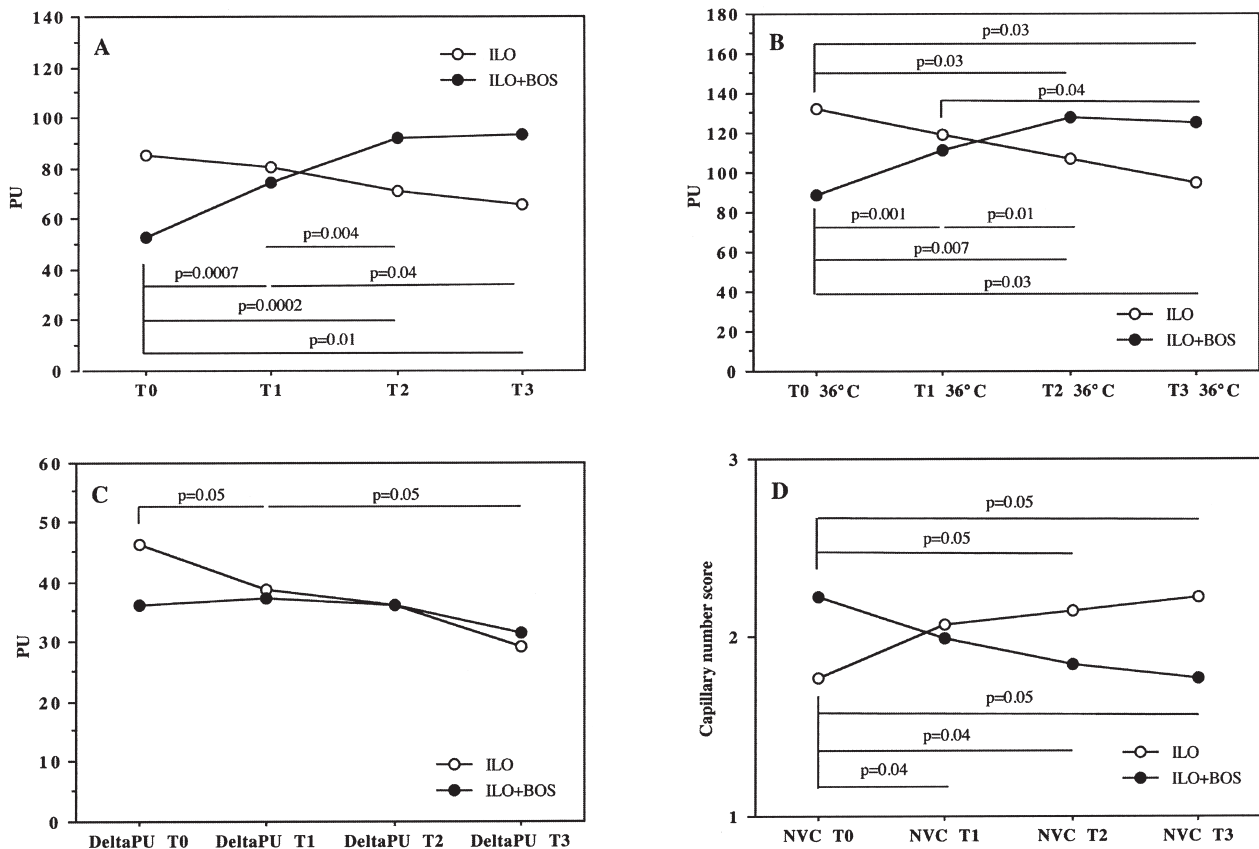 A
140
120
100
80
60
40
20
0
PU
ILO
ILO+BOS
p=0.004
p=0.0007
p=0.04
p=0.0002
p=0.01
T0 T1 T2 T3
B
180
160
140
120
100
80
60
40
20
0
PU
p=0.03
p=0.03
p=0.04
p=0.001
p=0.01
p=0.007
p=0.03
ILO
ILO+BOS
T0 36°C T1 36°C T2 36°C T3 36°C
C
60
50
40
30
20
10
0
PU
p=0.05
p=0.05
ILO
ILO+BOS
DeltaPU T0 DeltaPU T1 DeltaPU T2 DeltaPU T3
D
3
2
1
Capillary number score
p=0.05
p=0.05
p=0.05
p=0.04
p=0.04
ILO
ILO+BOS
NVC T0 NVC T1 NVC T2 NVC T3